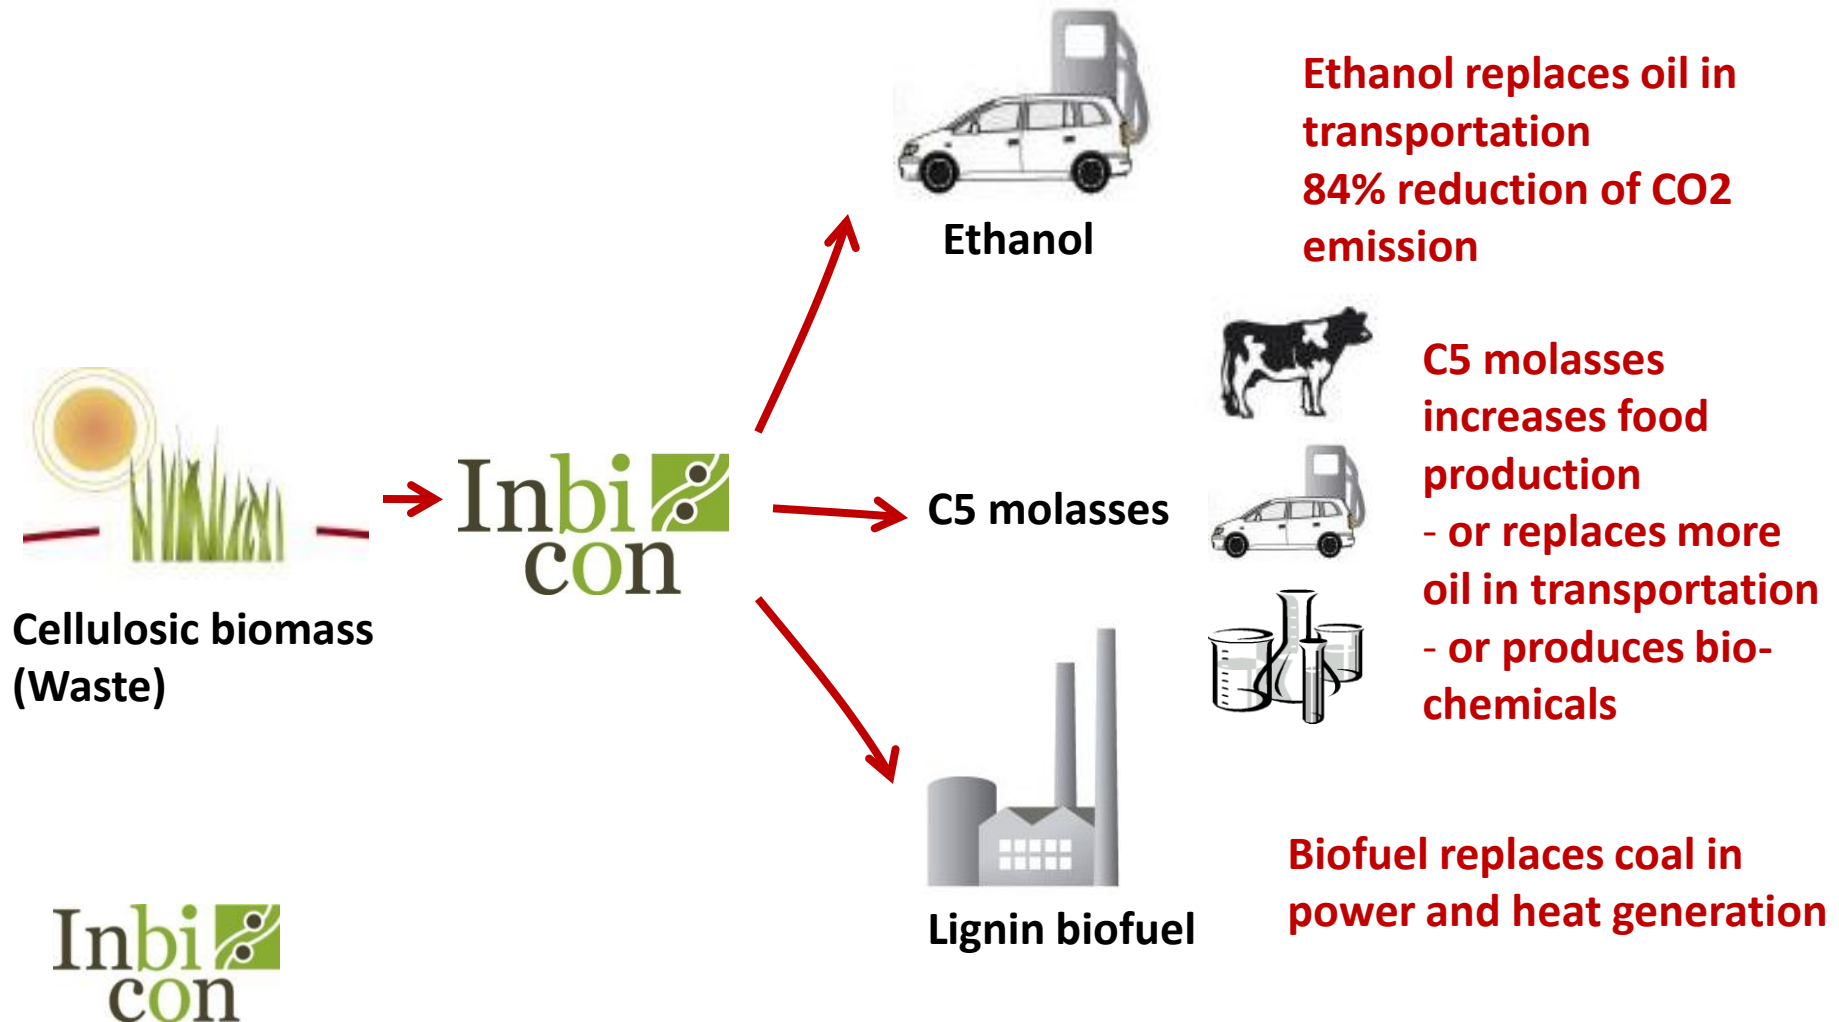 Ethanol replaces oil in
transportation
84% reduction of CO2
emission
Ethanol
C5 molasses
increases food
production
- or replaces more
oil in transportation
- or produces bio-
chemicals
C5 molasses
Inbi
con
Cellulosic biomass
(Waste)
Biofuel replaces coal in
power and heat generation
Lignin biofuel
Inbi
con